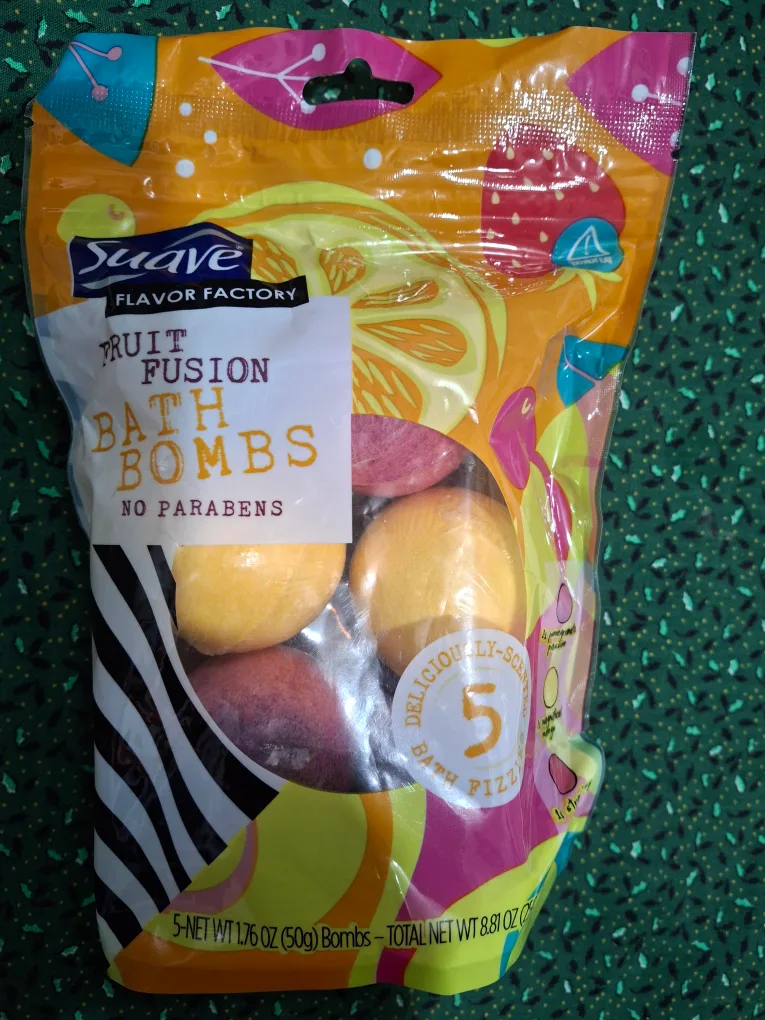 Suave
FLAVOR FACTORY
FRUIT
FUSION
BATH
BOMBS
NO PARABENS
DELICIOUSLY-SCENTED
5
BATH FIZZIES
5-NET WT 1.76 OZ (50g) Bombs – TOTAL NET WT 8.81 OZ (2